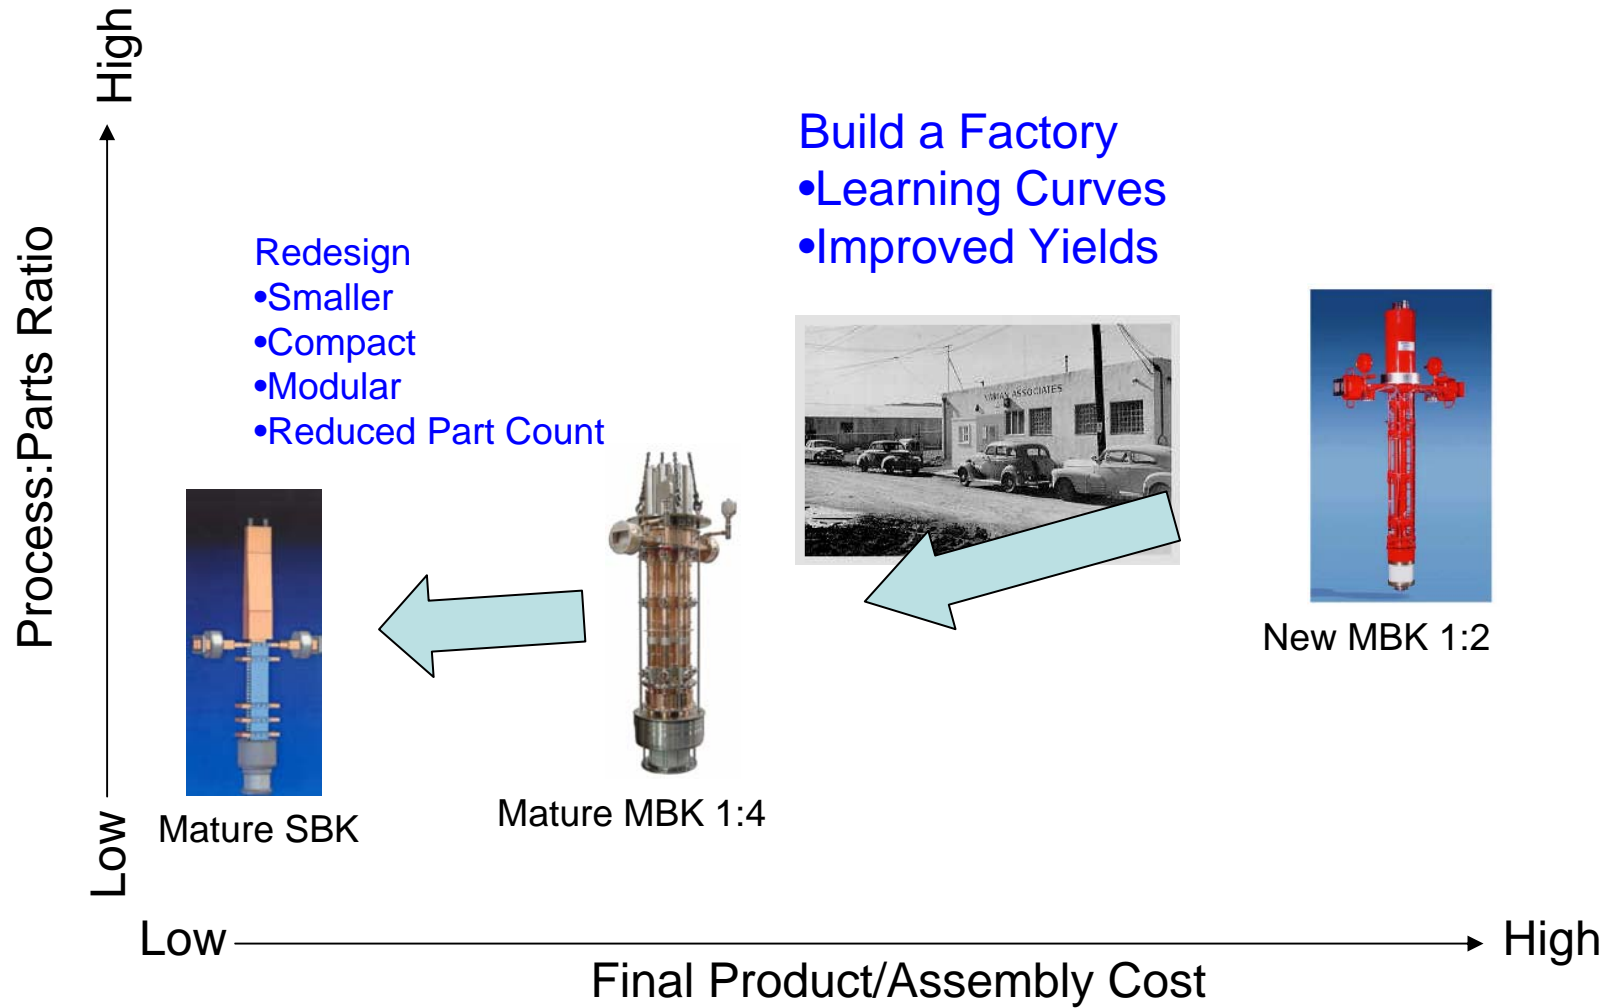 High
Process:Parts Ratio
Low
Build a Factory
•Learning Curves
•Improved Yields
Redesign
•Smaller
•Compact
•Modular
•Reduced Part Count
VARIAN ASSOCIATES
New MBK 1:2
Mature MBK 1:4
Mature SBK
Low
High
Final Product/Assembly Cost